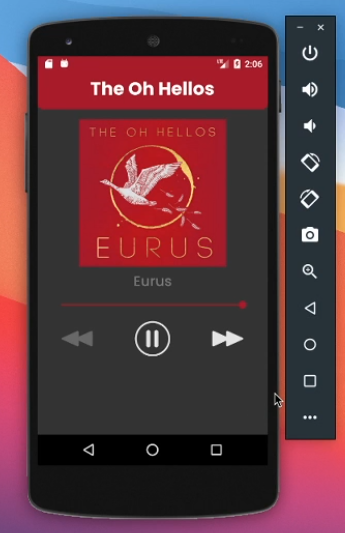 2:06
The Oh Hellos
THE OH HELLOS
EURUS
Eurus